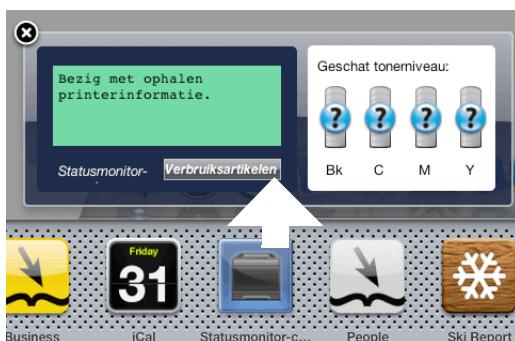 Bezig met ophalen
printerinformatie.
Statusmonitor-
Verbruiksartikelen
Geschat tonerniveau:
? ? ? ?
Bk C M Y
Friday
31
Business iCal Statusmonitor-c... People Ski Report